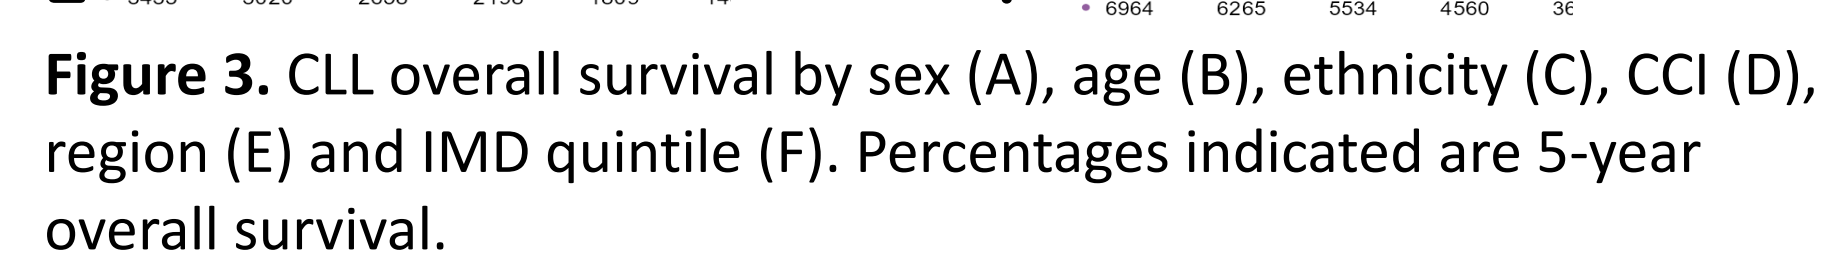 6964 6265 5534 4560
Figure 3. CLL overall survival by sex (A), age (B), ethnicity (C), CCI (D),
region (E) and IMD quintile (F). Percentages indicated are 5-year
overall survival.